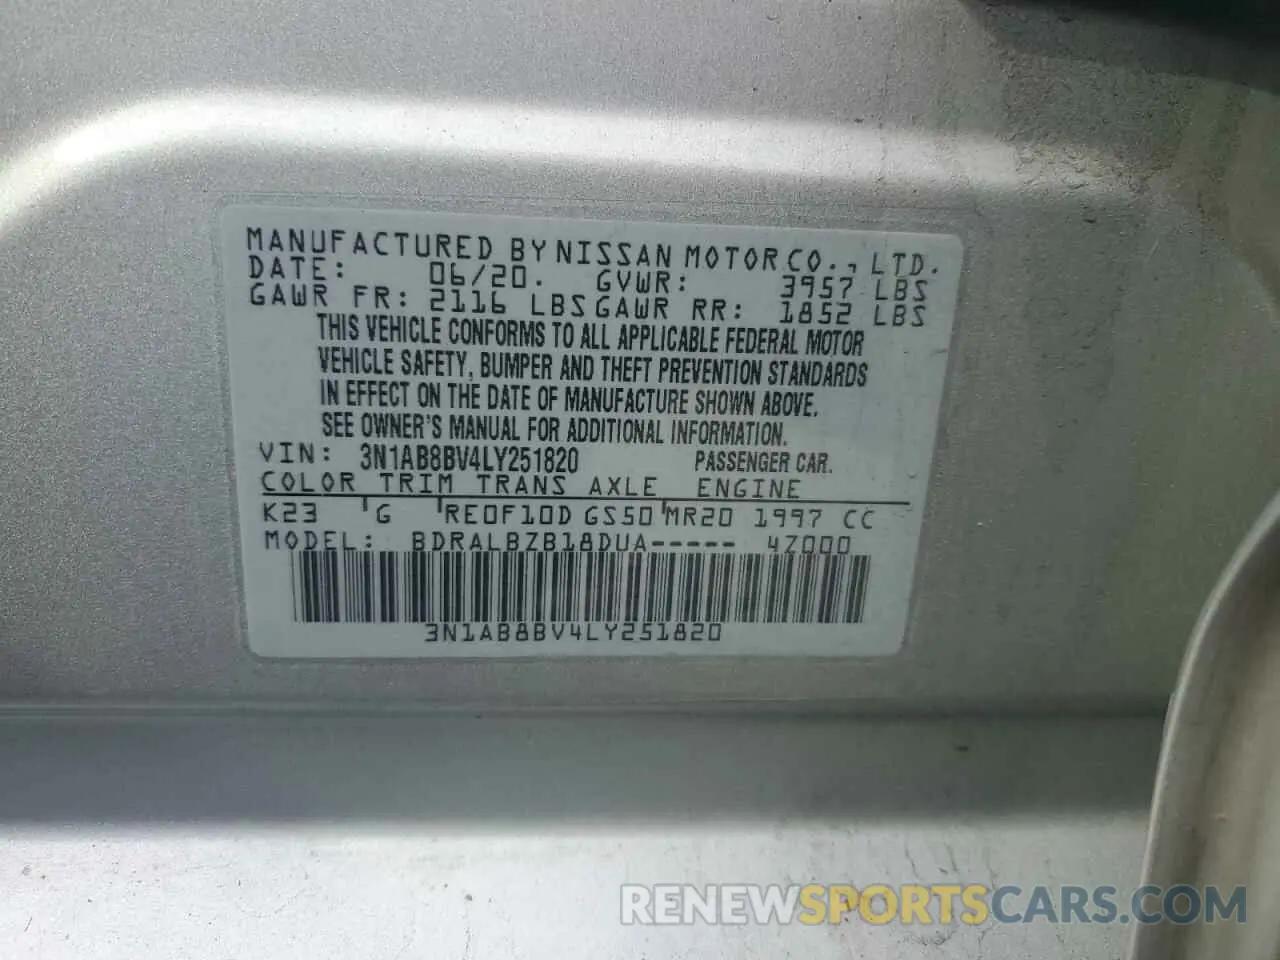 MANUFACTURED BY NISSAN MOTOR CO., LTD.
DATE: 06/20. GVWR: 3957 LBS
GAWR FR: 2116 LBS GAWR RR: 1852 LBS
THIS VEHICLE CONFORMS TO ALL APPLICABLE FEDERAL MOTOR
VEHICLE SAFETY, BUMPER AND THEFT PREVENTION STANDARDS
IN EFFECT ON THE DATE OF MANUFACTURE SHOWN ABOVE.
SEE OWNER'S MANUAL FOR ADDITIONAL INFORMATION.
VIN: 3N1AB8BV4LY251820 PASSENGER CAR.
COLOR TRIM TRANS AXLE ENGINE
K23 G RE0F10D GS50 MR20 1997 CC
MODEL: BDRALBZB18DUA----- 4Z000
3N1AB8BV4LY251820
RENEWSPORTSCARS.COM